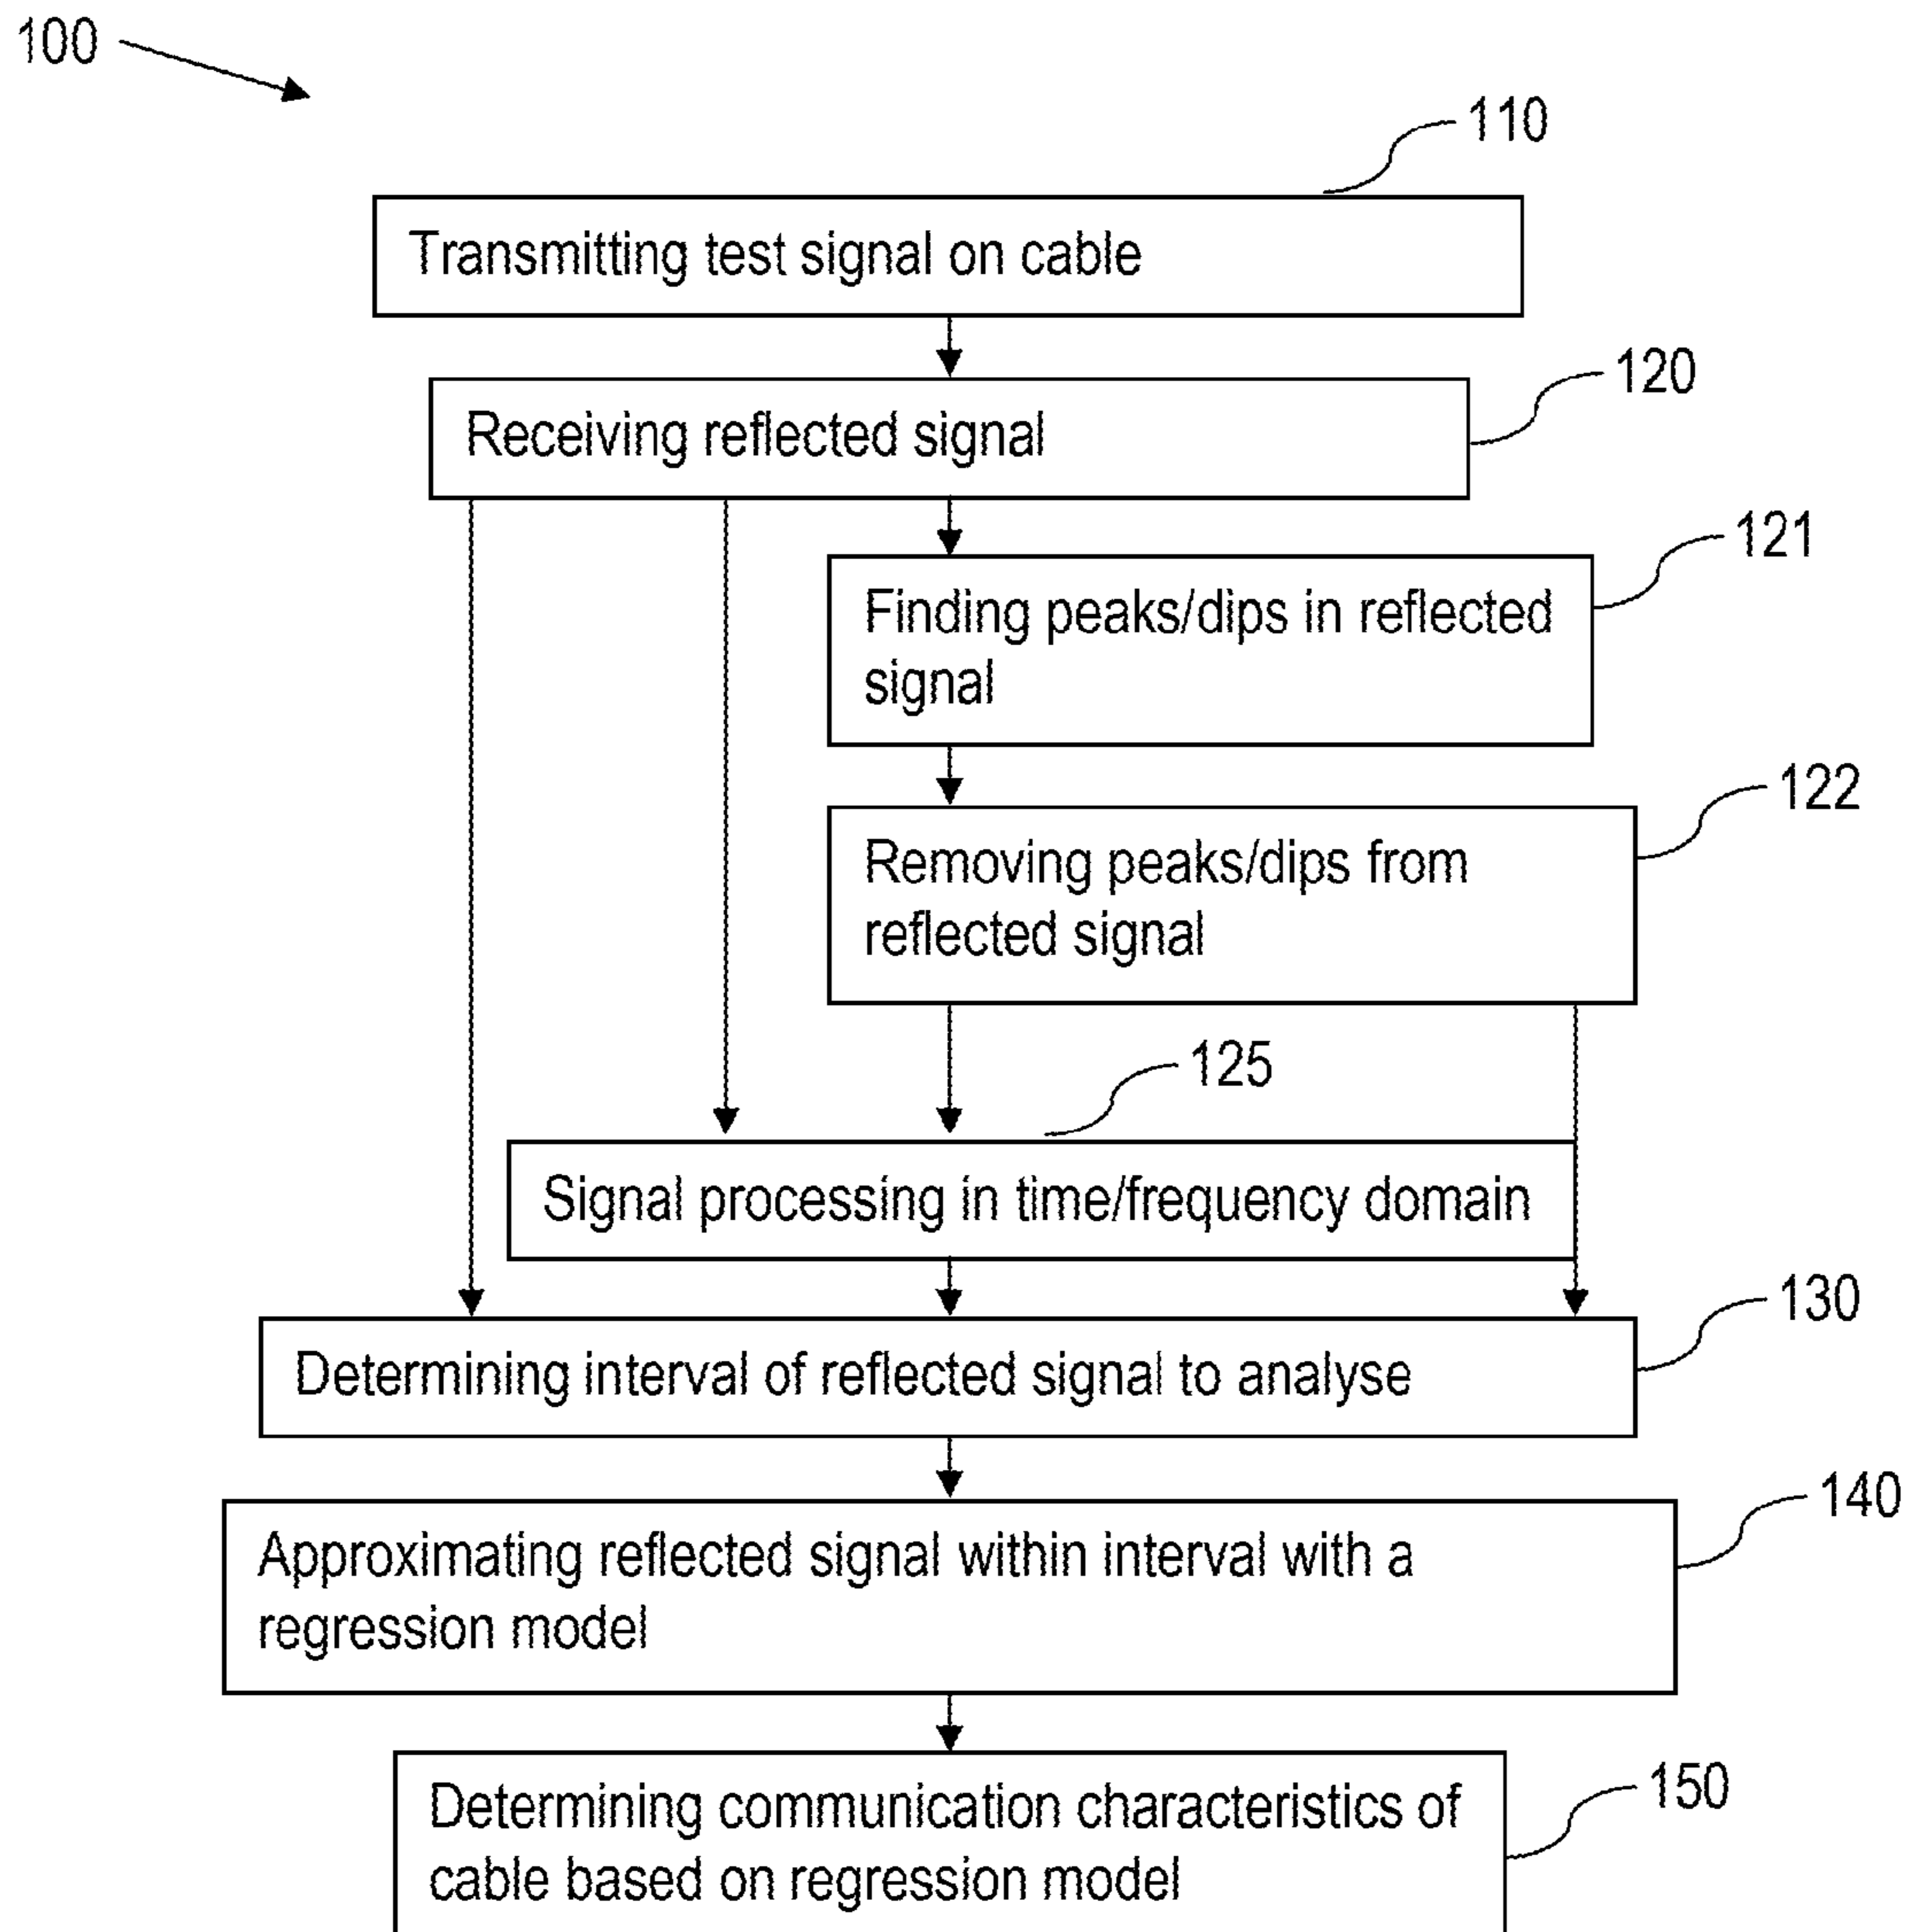 100
110
Transmitting test signal on cable
120
Receiving reflected signal
121
Finding peaks/dips in reflected
signal
122
Removing peaks/dips from
reflected signal
125
Signal processing in time/frequency domain
130
Determining interval of reflected signal to analyse
140
Approximating reflected signal within interval with a
regression model
150
Determining communication characteristics of
cable based on regression model